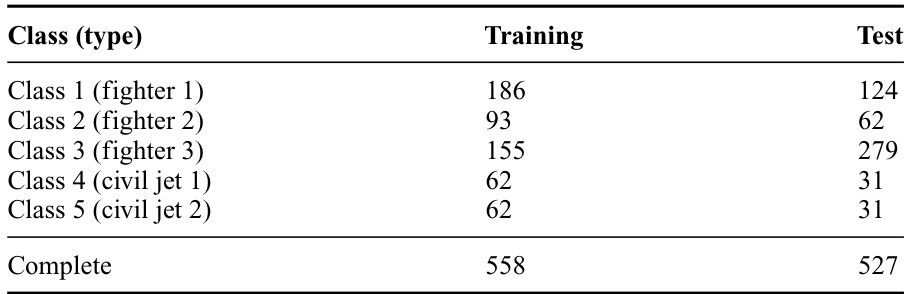 Class (type) Training Test
Class 1 (fighter 1) 186 124
Class 2 (fighter 2) 93 62
Class 3 (fighter 3) 155 279
Class 4 (civil jet 1) 62 31
Class 5 (civil jet 2) 62 31
Complete 558 527